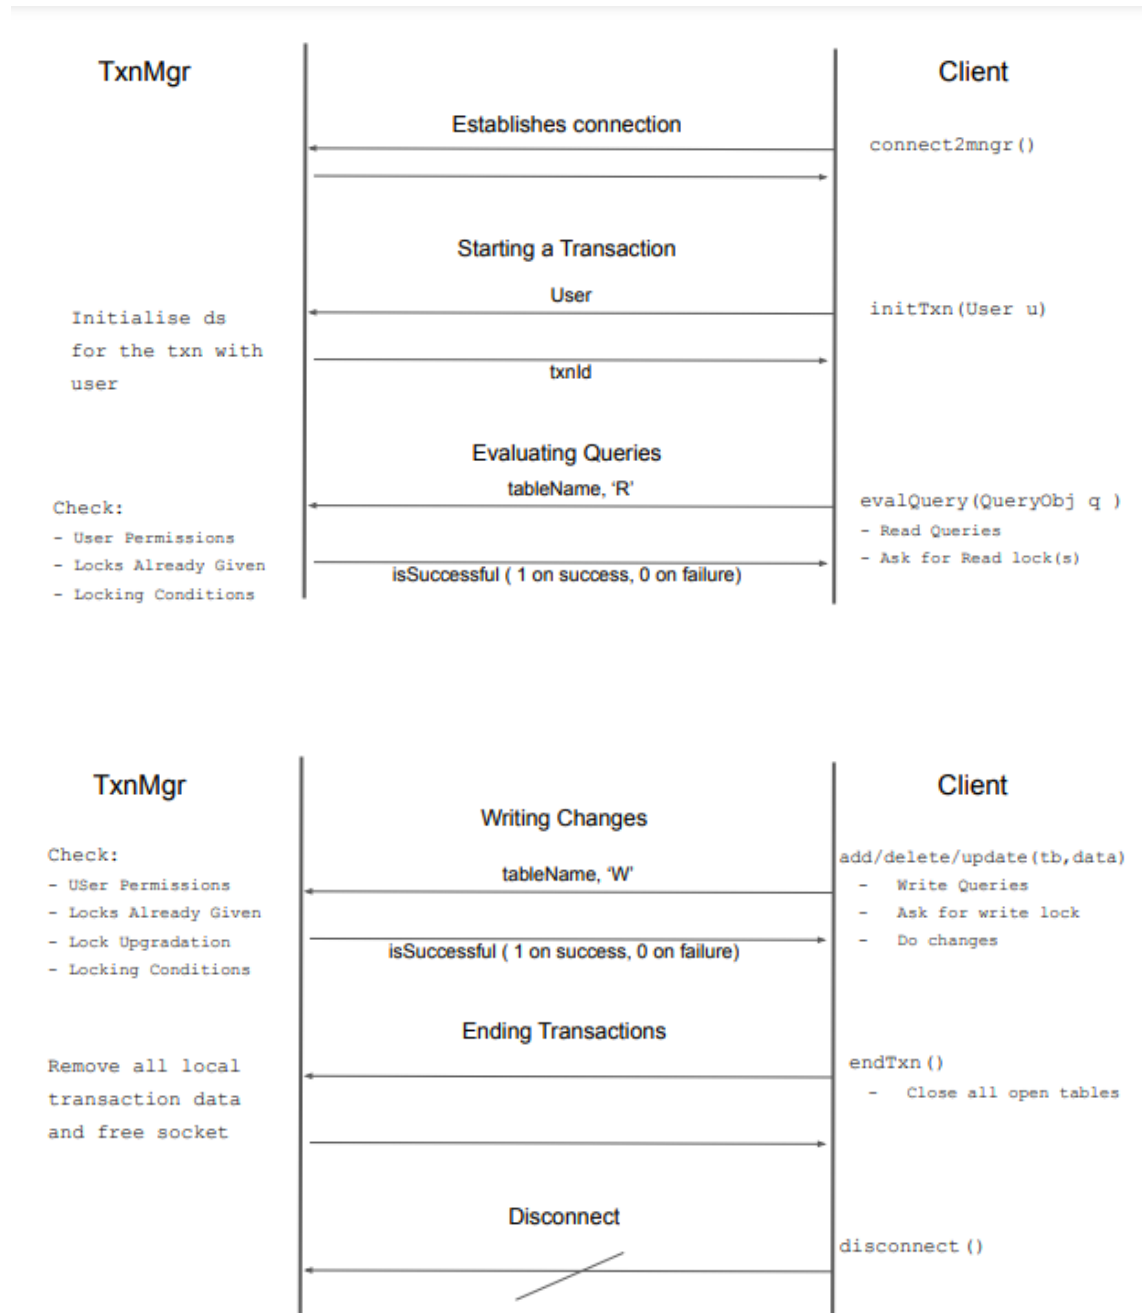 TxnMgr
Client
Establishes connection
connect2mngr()
Starting a Transaction
User
initTxn(User u)
Initialise ds
for the txn with
user
txnId
Evaluating Queries
tableName, ‘R’
evalQuery(QueryObj q )
- Read Queries
- Ask for Read lock(s)
Check:
- User Permissions
- Locks Already Given
- Locking Conditions
isSuccessful ( 1 on success, 0 on failure)
TxnMgr
Client
Writing Changes
Check:
- USer Permissions
- Locks Already Given
- Lock Upgradation
- Locking Conditions
tableName, ‘W’
add/delete/update(tb,data)
- Write Queries
- Ask for write lock
- Do changes
isSuccessful ( 1 on success, 0 on failure)
Ending Transactions
Remove all local
transaction data
and free socket
endTxn()
- Close all open tables
Disconnect
disconnect()